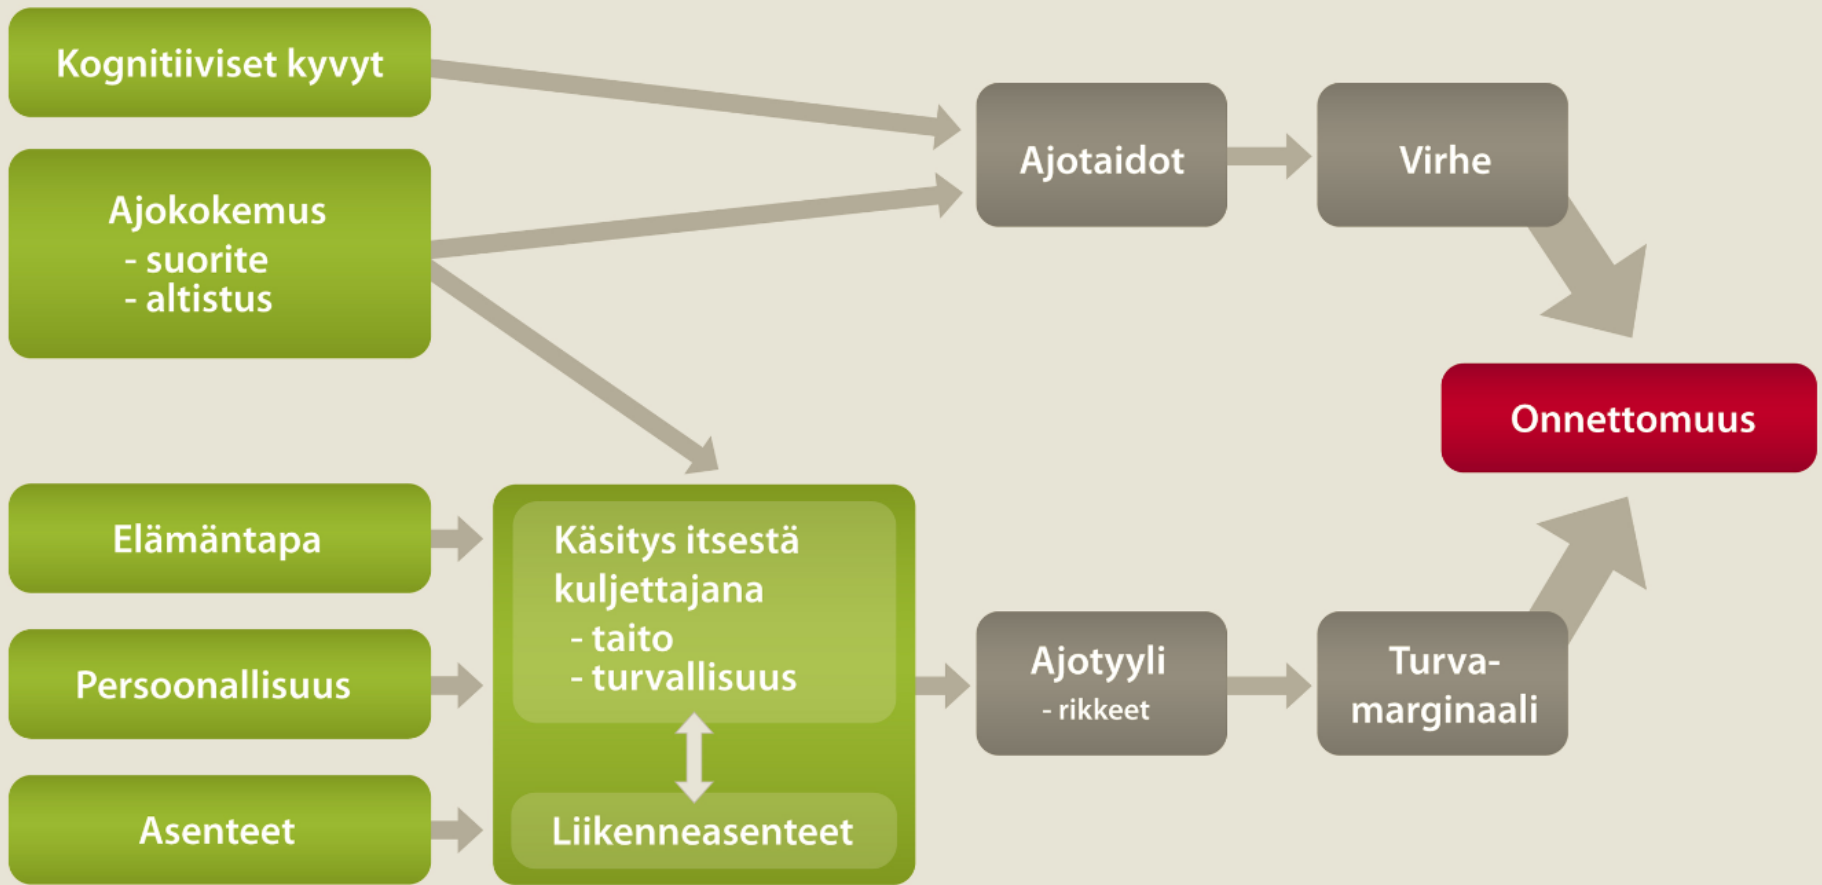 Kognitiiviset kyvyt
Ajokokemus
- suorite
- altistus
Ajotaidot
Virhe
Onnettomuus
Elämäntapa
Persoonallisuus
Asenteet
Käsitys itsestä
kuljettajana
- taito
- turvallisuus
Liikenneasenteet
Ajotyyli
- rikkeet
Turva-
marginaali